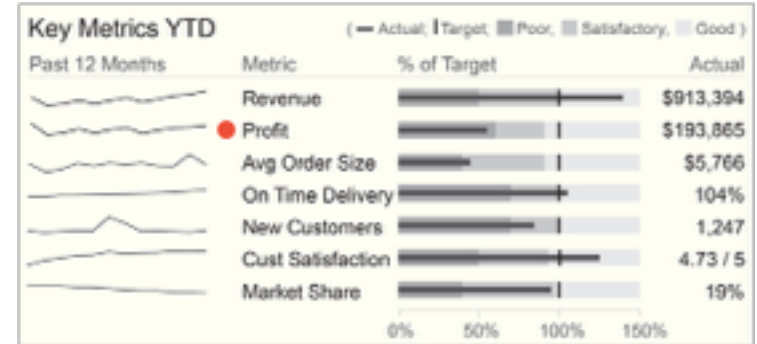 Key Metrics YTD ( Actual, Target, Poor, Satisfactory, Good )
Past 12 Months Metric % of Target Actual
Revenue $913,394
Profit $193,865
Avg Order Size $5,766
On Time Delivery 104%
New Customers 1,247
Cust Satisfaction 4.73 / 5
Market Share 19%
0% 50% 100% 150%